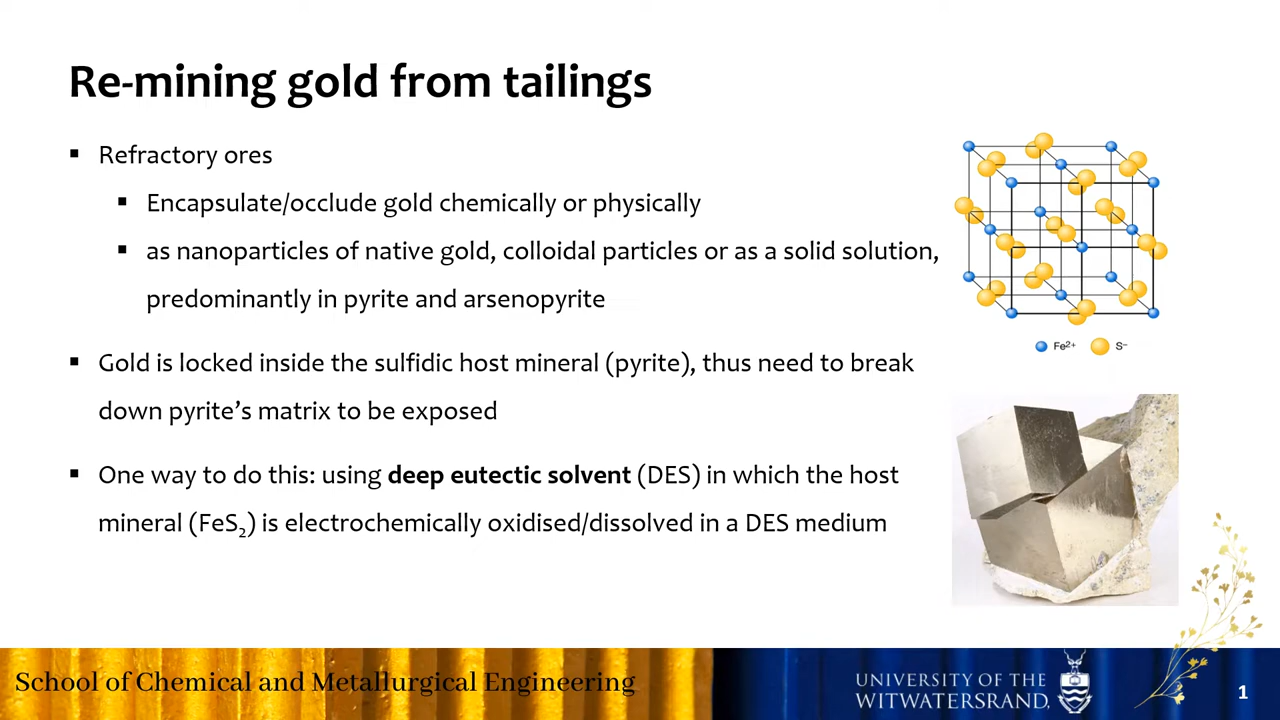 Re-mining gold from tailings
▪ Refractory ores
▪ Encapsulate/occlude gold chemically or physically
▪ as nanoparticles of native gold, colloidal particles or as a solid solution,
predominantly in pyrite and arsenopyrite
▪ Gold is locked inside the sulfidic host mineral (pyrite), thus need to break
down pyrite’s matrix to be exposed
▪ One way to do this: using deep eutectic solvent (DES) in which the host
mineral (FeS₂) is electrochemically oxidised/dissolved in a DES medium
Fe²⁺ S⁻
School of Chemical and Metallurgical Engineering
UNIVERSITY OF THE
WITWATERSRAND,
1